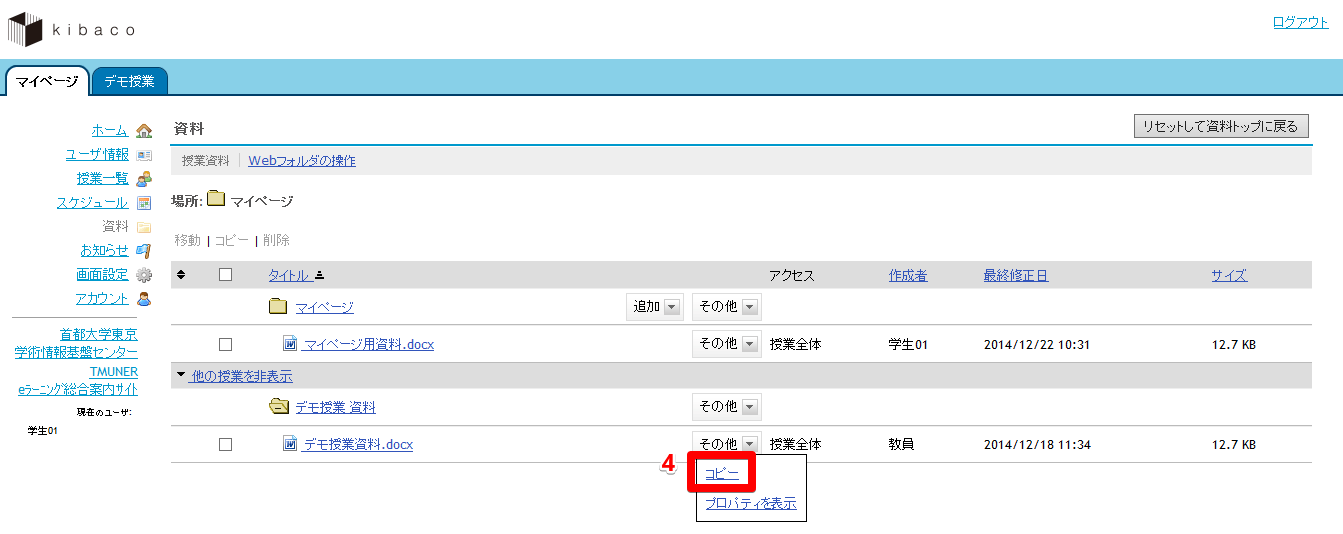 kibaco
ログアウト
マイページ デモ授業
ホーム
ユーザ情報
授業一覧
スケジュール
資料
お知らせ
画面設定
アカウント
首都大学東京
学術情報基盤センター
TMUNER
eラーニング総合案内サイト
現在のユーザ:
学生01
資料 リセットして資料トップに戻る
授業資料 Webフォルダの操作
場所: マイページ
移動 | コピー | 削除
タイトル アクセス 作成者 最終修正日 サイズ
マイページ 追加 その他
マイページ用資料.docx その他 授業全体 学生01 2014/12/22 10:31 12.7 KB
他の授業を非表示
デモ授業 資料 その他
デモ授業資料.docx その他 授業全体 教員 2014/12/18 11:34 12.7 KB
4 コピー
プロパティを表示